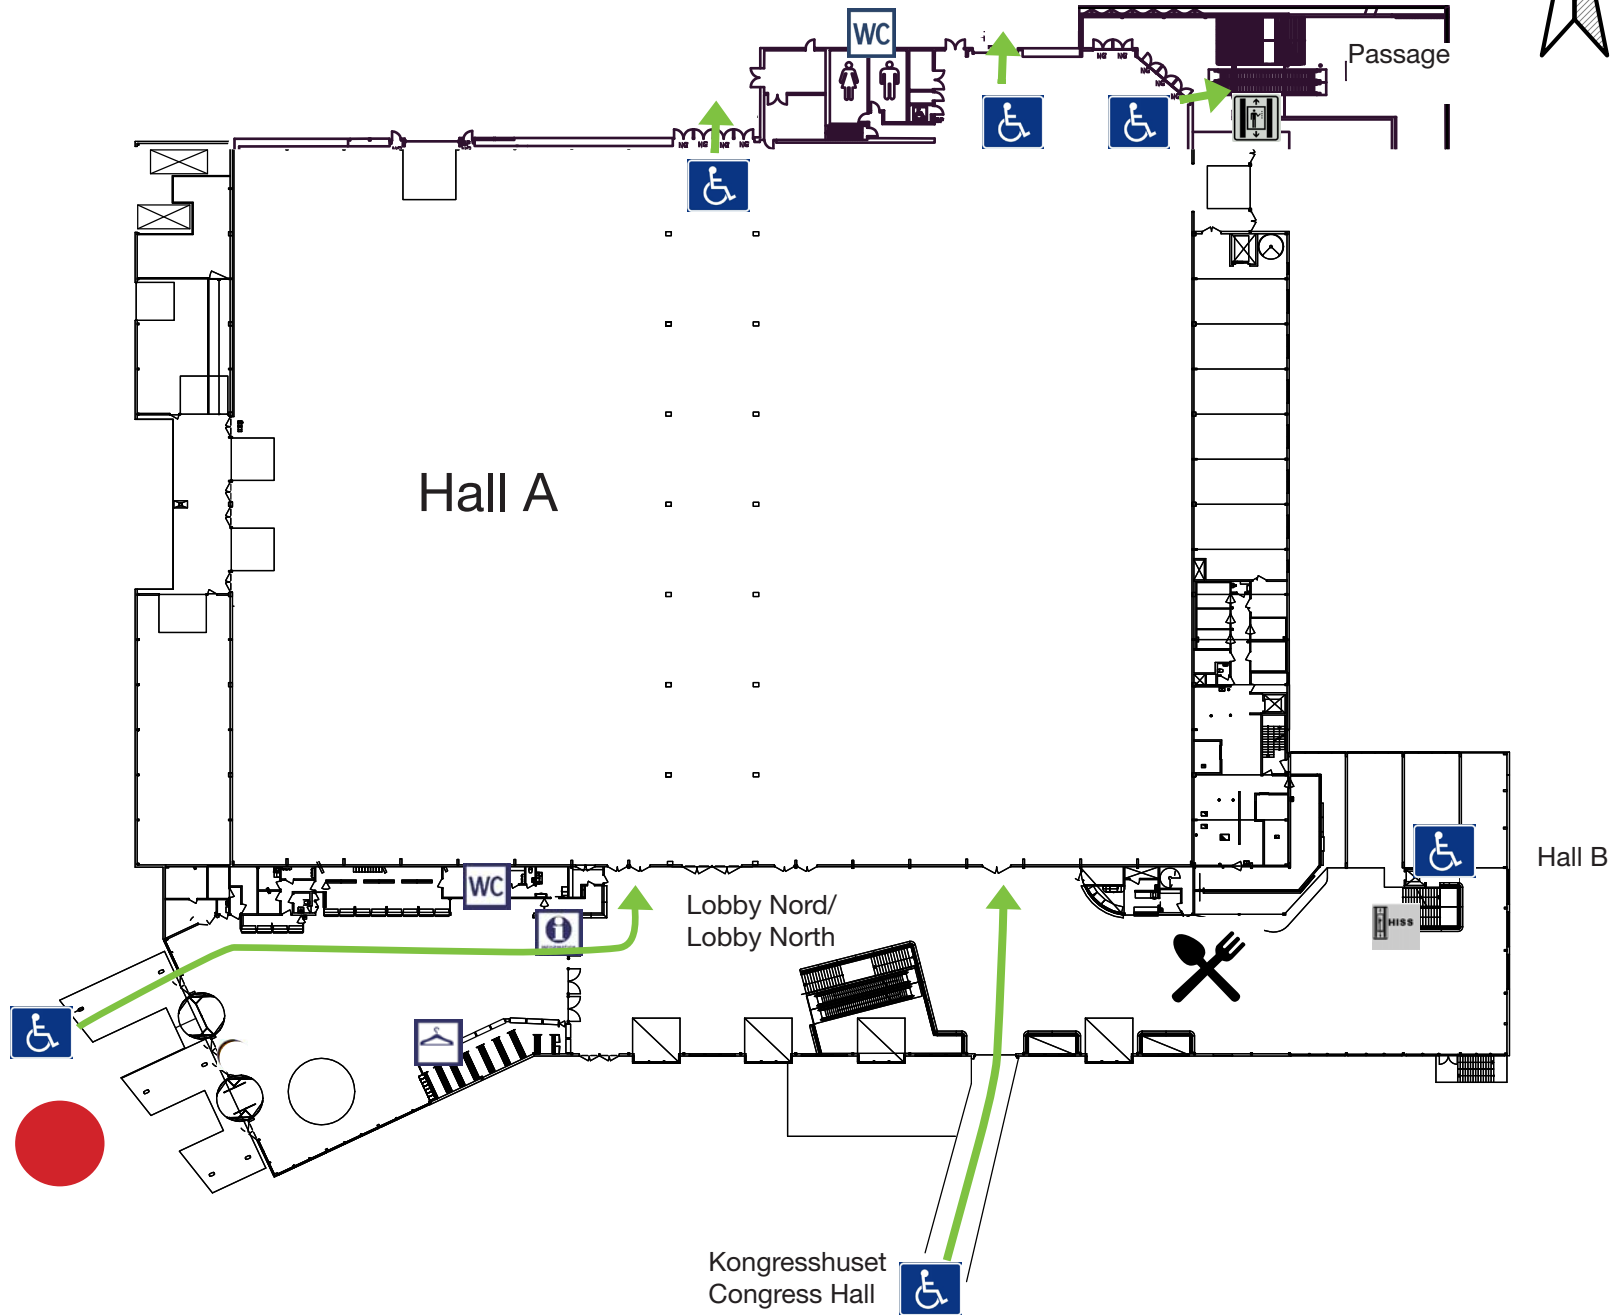 WC
Passage
Hall A
WC
Lobby Nord/
Lobby North
Hall B
HISS
Kongresshuset
Congress Hall